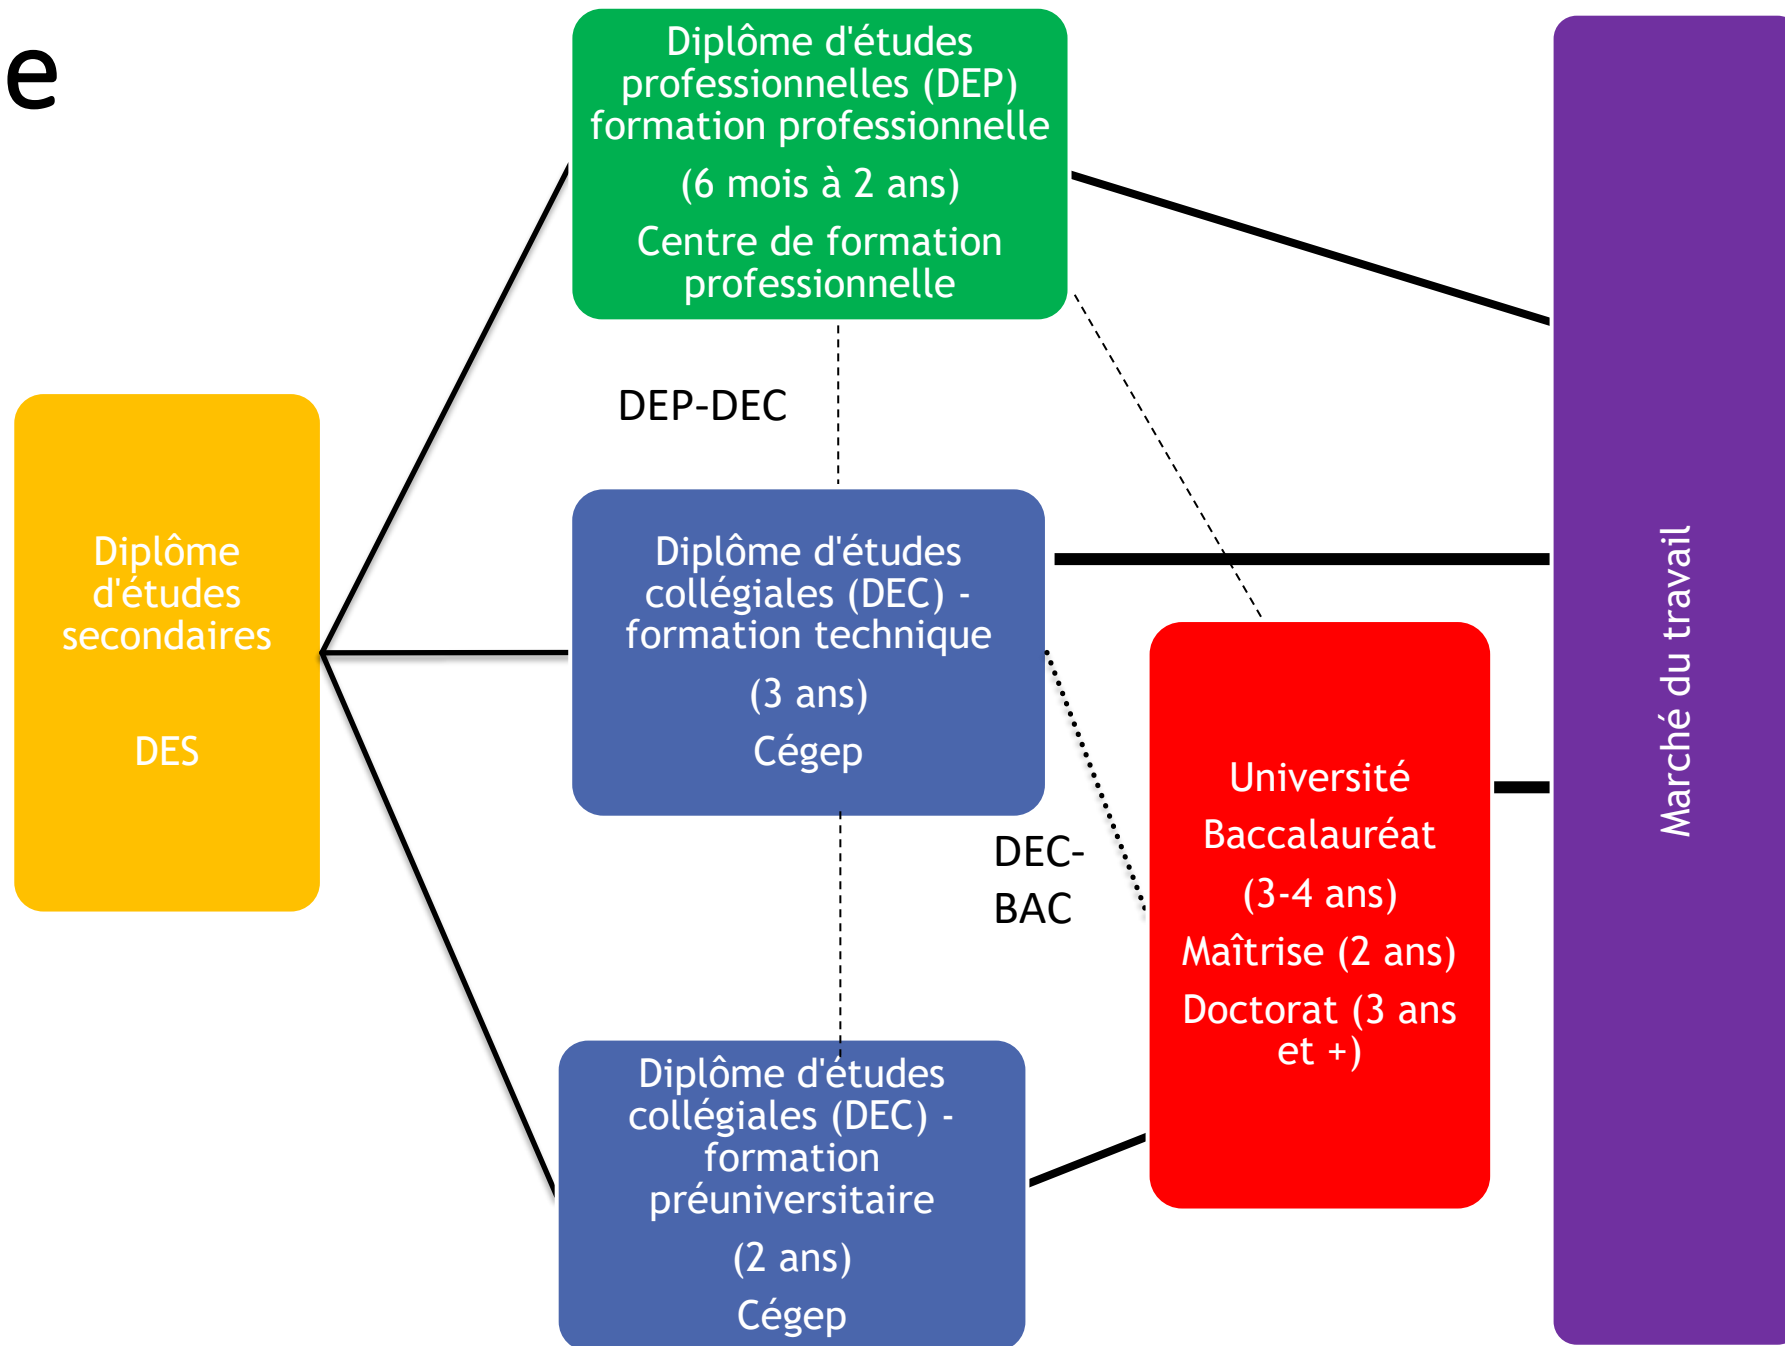 e
Diplôme d'études
professionnelles (DEP)
formation professionnelle
(6 mois à 2 ans)
Centre de formation
professionnelle
DEP-DEC
Diplôme
d'études
secondaires
DES
Diplôme d'études
collégiales (DEC) -
formation technique
(3 ans)
Cégep
DEC-
BAC
Diplôme d'études
collégiales (DEC) -
formation
préuniversitaire
(2 ans)
Cégep
Université
Baccalauréat
(3-4 ans)
Maîtrise (2 ans)
Doctorat (3 ans
et +)
Marché du travail